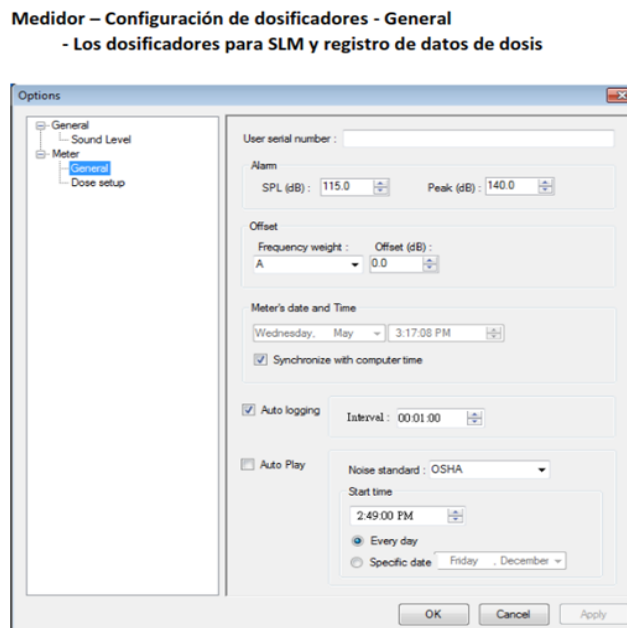 Medidor – Configuración de dosificadores - General
- Los dosificadores para SLM y registro de datos de dosis
Options
General
Sound Level
Meter
General
Dose setup
User serial number :
Alarm
SPL (dB) : 115.0 Peak (dB) : 140.0
Offset
Frequency weight : Offset (dB) :
A 0.0
Meter's date and Time
Wednesday, May 3:17:08 PM
Synchronize with computer time
Auto logging Interval : 00:01:00
Auto Play Noise standard : OSHA
Start time
2:49:00 PM
Every day
Specific date Friday , December
OK Cancel Apply